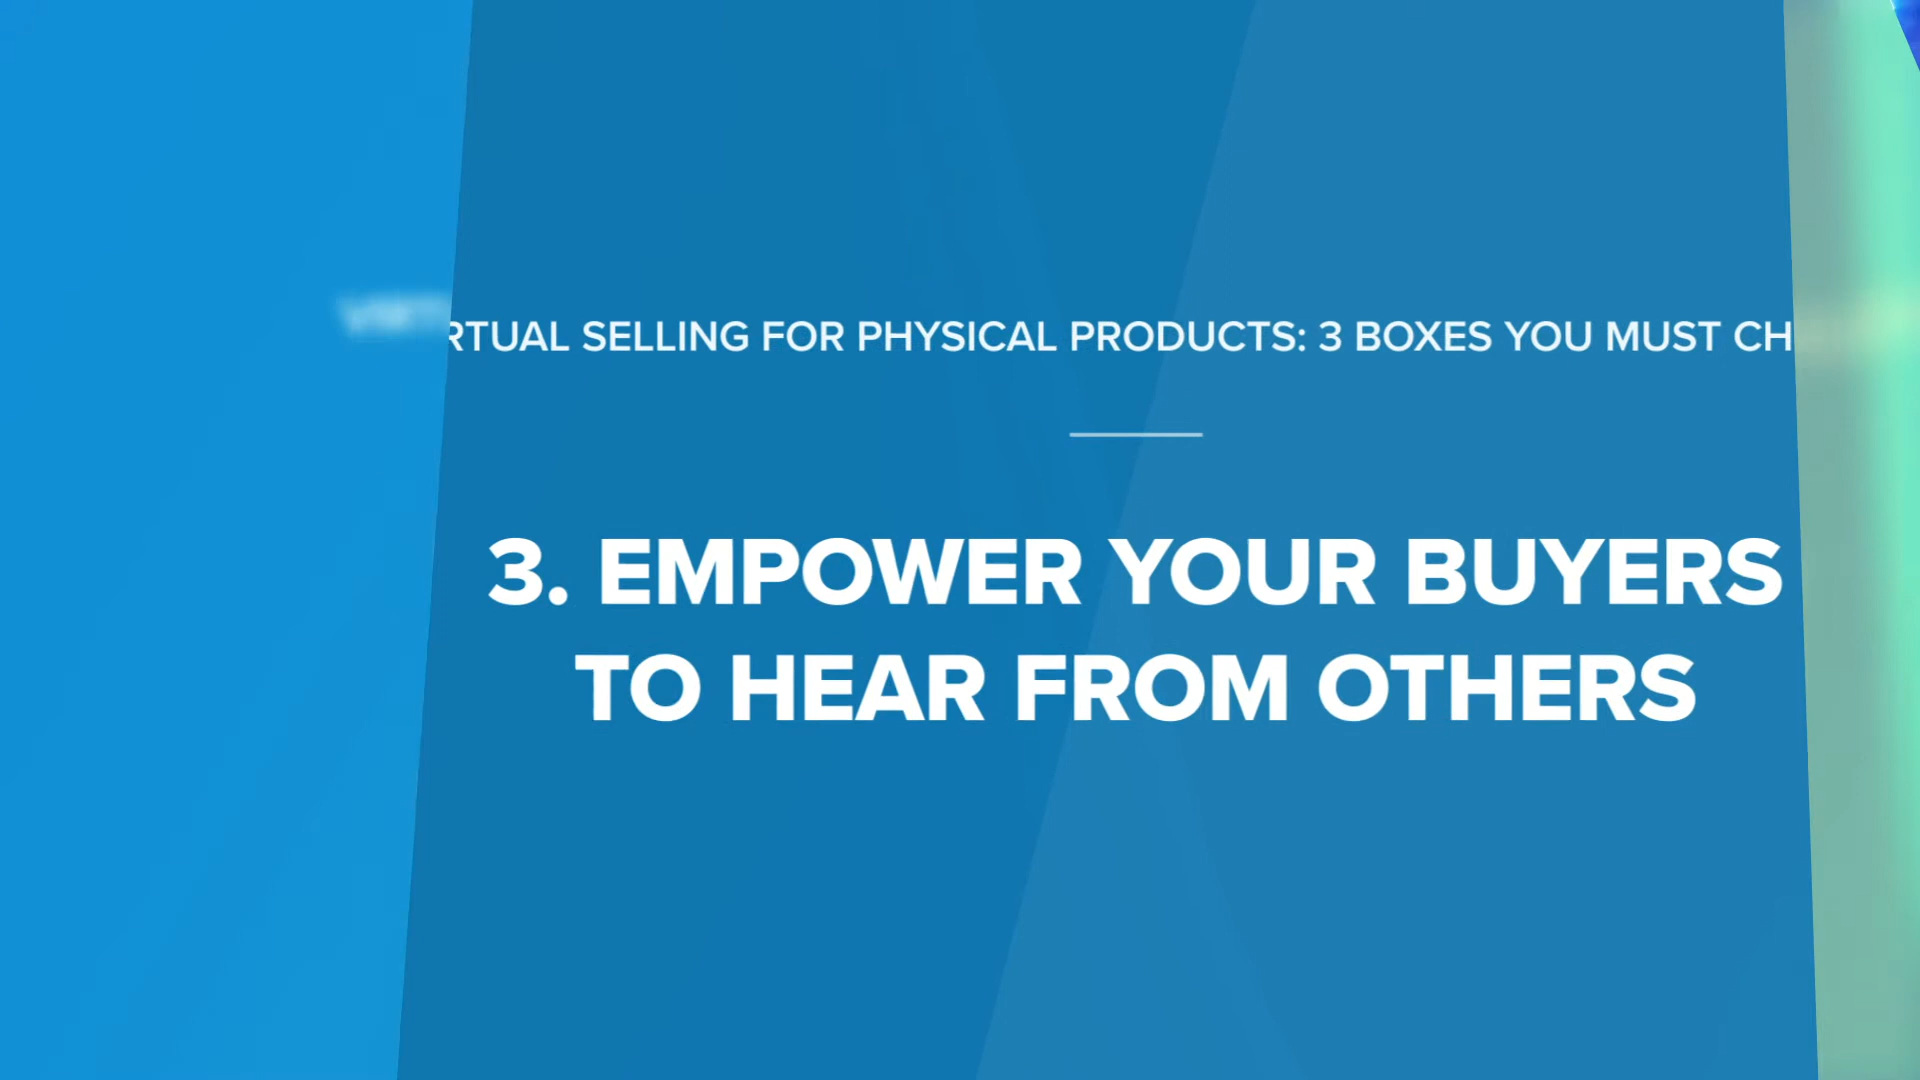 RTUAL SELLING FOR PHYSICAL PRODUCTS: 3 BOXES YOU MUST CH
3. EMPOWER YOUR BUYERS
TO HEAR FROM OTHERS